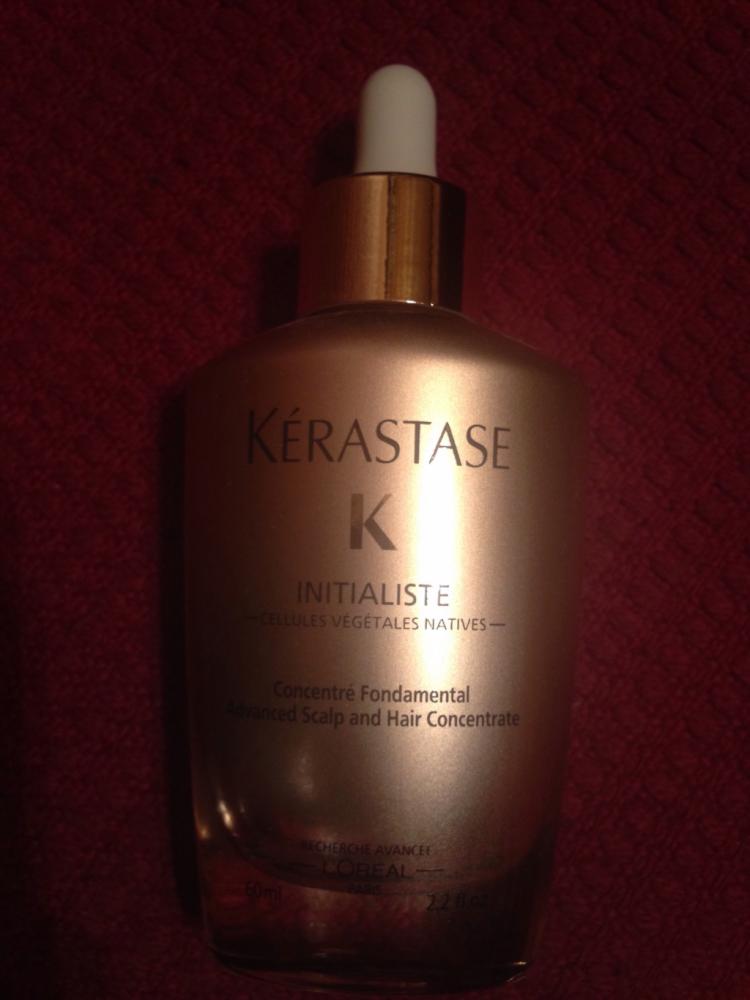 KÉRASTASE
K
INITIALISTE
—CELLULES VÉGÉTALES NATIVES—
Concentré Fondamental
Advanced Scalp and Hair Concentrate
RECHERCHE AVANCÉE
—L'ORÉAL—
PARIS
60ml 2.2 fl oz